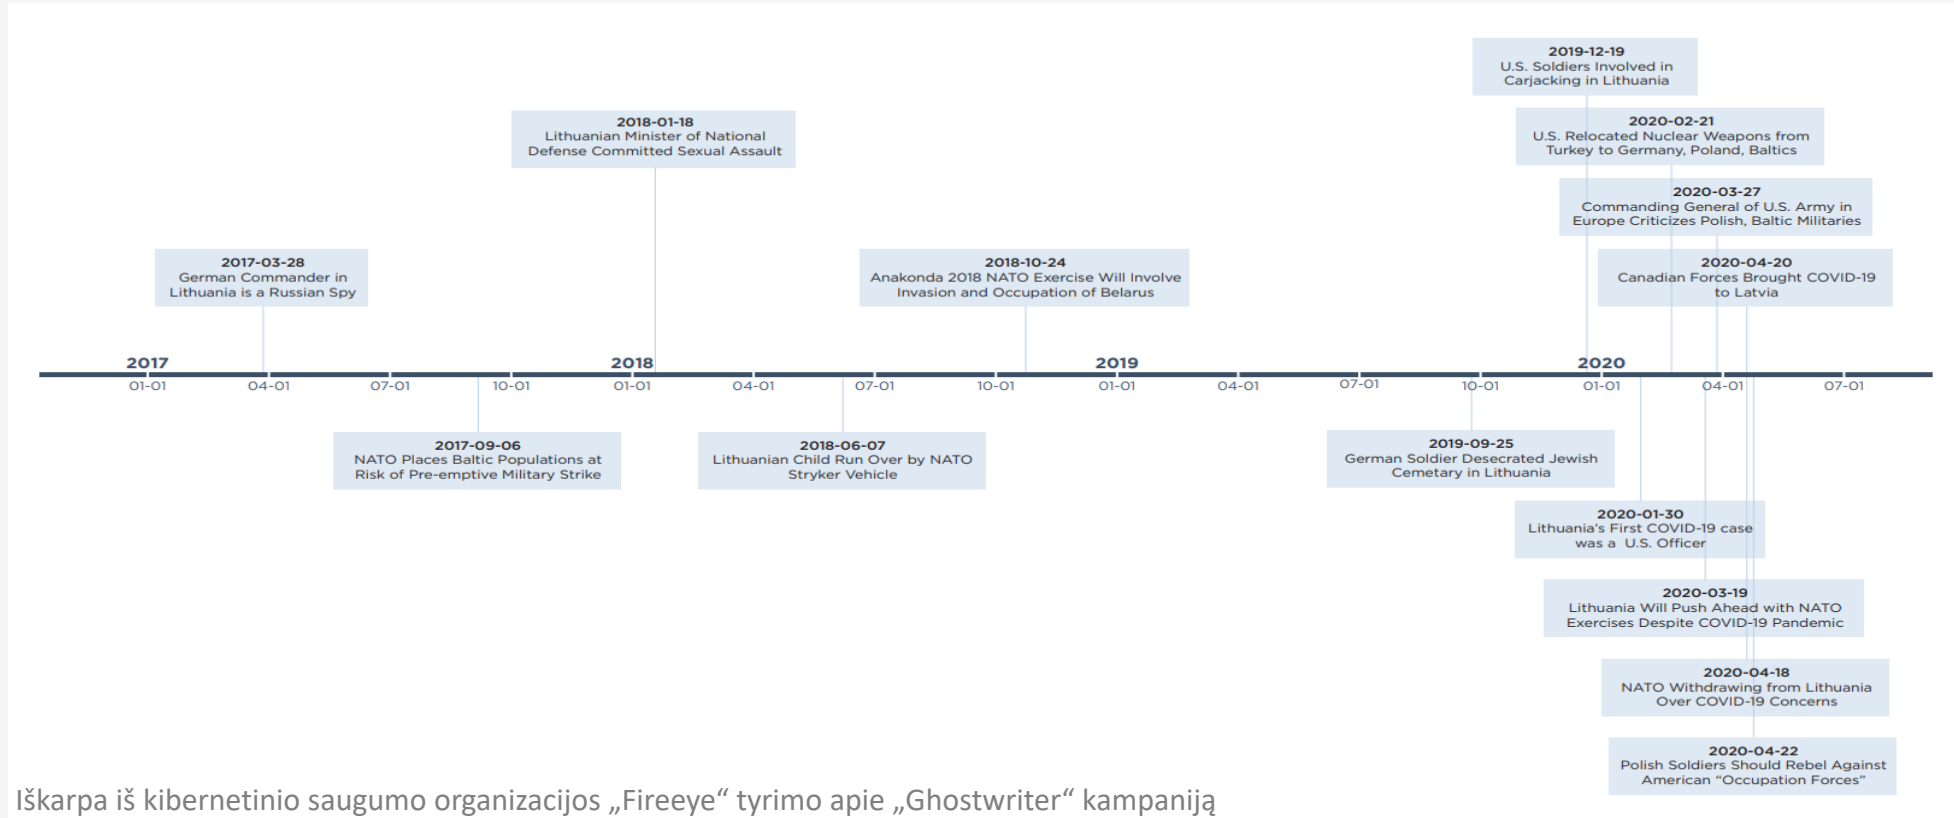 2019-12-19
U.S. Soldiers Involved in
Carjacking in Lithuania
2018-01-18
Lithuanian Minister of National
Defense Committed Sexual Assault
2020-02-21
U.S. Relocated Nuclear Weapons from
Turkey to Germany, Poland, Baltics
2020-03-27
Commanding General of U.S. Army in
Europe Criticizes Polish, Baltic Militaries
2017-03-28
German Commander in
Lithuania is a Russian Spy
2018-10-24
Anakonda 2018 NATO Exercise Will Involve
Invasion and Occupation of Belarus
2020-04-20
Canadian Forces Brought COVID-19
to Latvia
2017 2018 2019 2020
01-01 04-01 07-01 10-01 01-01 04-01 07-01 10-01 01-01 04-01 07-01 10-01 01-01 04-01 07-01
2017-09-06
NATO Places Baltic Populations at
Risk of Pre-emptive Military Strike
2018-06-07
Lithuanian Child Run Over by NATO
Stryker Vehicle
2019-09-25
German Soldier Desecrated Jewish
Cemetary in Lithuania
2020-01-30
Lithuania's First COVID-19 case
was a U.S. Officer
2020-03-19
Lithuania Will Push Ahead with NATO
Exercises Despite COVID-19 Pandemic
2020-04-18
NATO Withdrawing from Lithuania
Over COVID-19 Concerns
2020-04-22
Polish Soldiers Should Rebel Against
American “Occupation Forces”
Iškarpa iš kibernetinio saugumo organizacijos „Fireeye“ tyrimo apie „Ghostwriter“ kampaniją